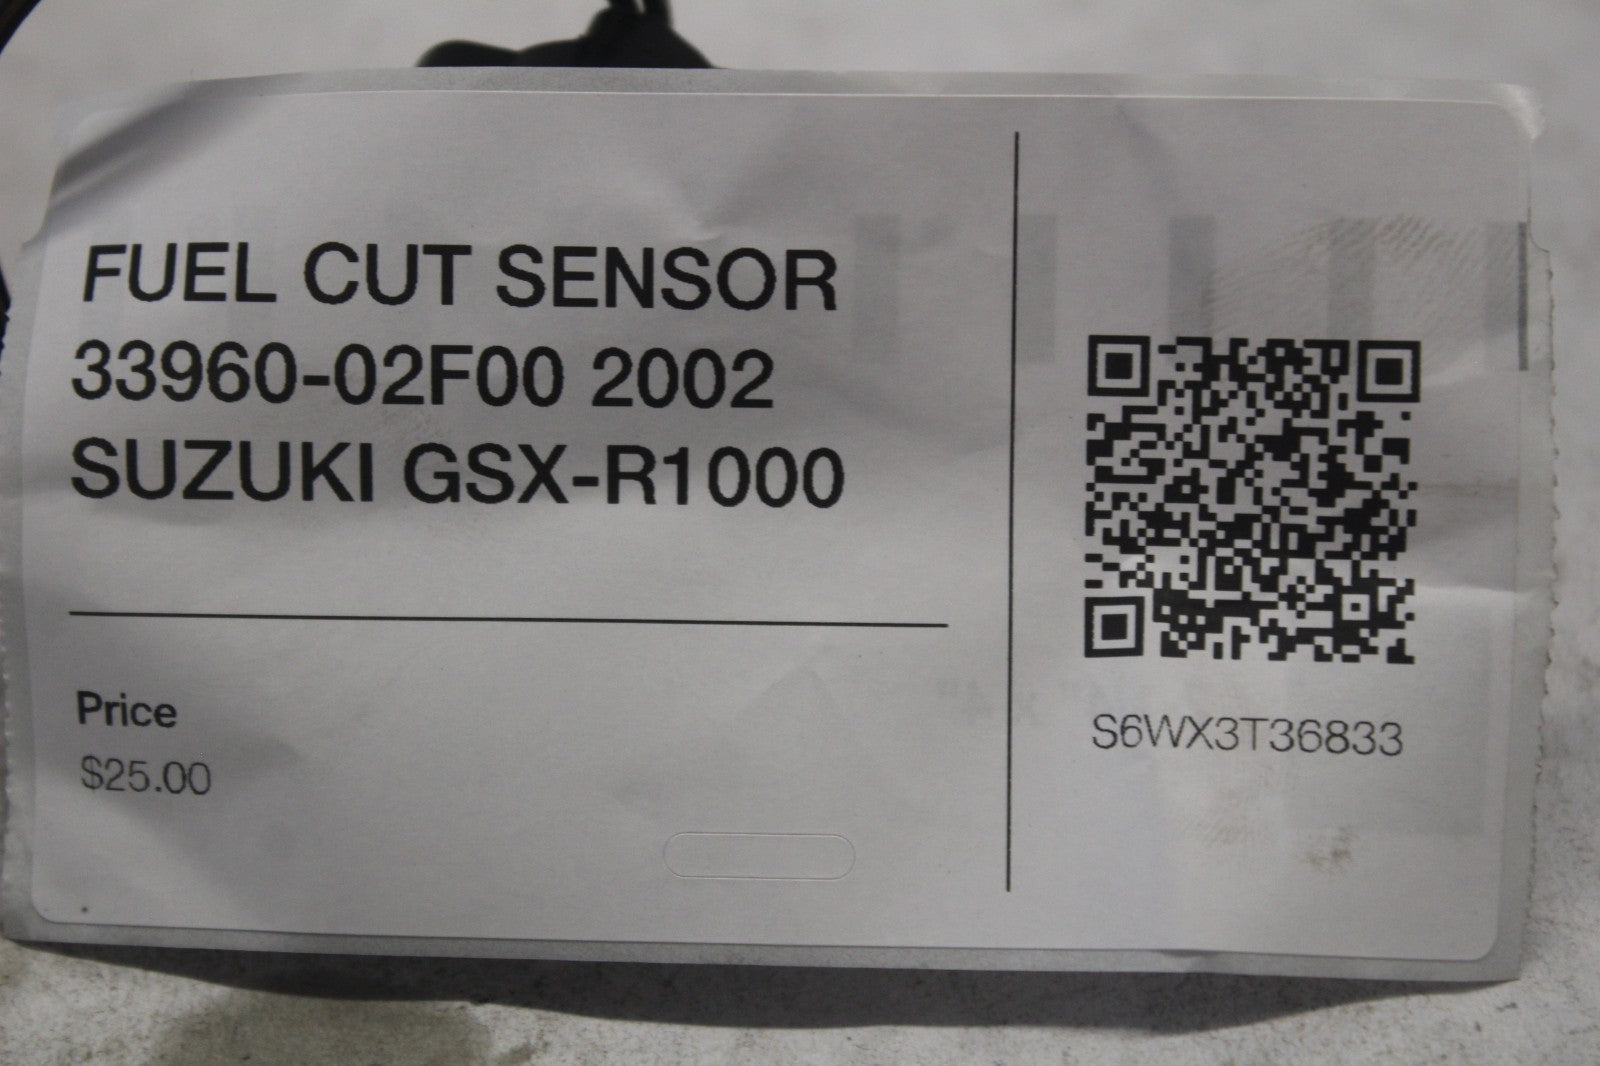 FUEL CUT SENSOR
33960-02F00 2002
SUZUKI GSX-R1000
Price
$25.00
S6WX3T36833